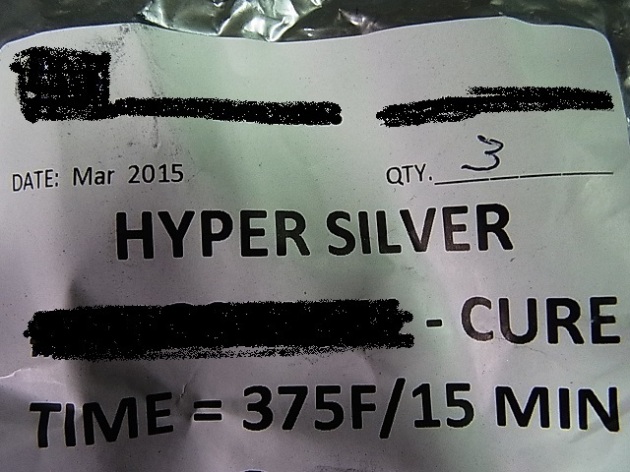 DATE: Mar 2015
QTY. 3
HYPER SILVER
- CURE
TIME = 375F/15 MIN